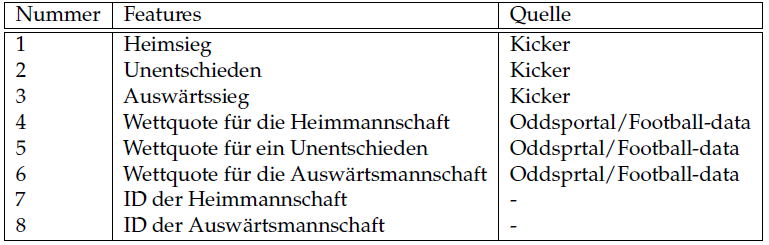 Nummer Features Quelle
1 Heimsieg Kicker
2 Unentschieden Kicker
3 Auswärtssieg Kicker
4 Wettquote für die Heimmannschaft Oddsportal/Football-data
5 Wettquote für ein Unentschieden Oddsprtal/Football-data
6 Wettquote für die Auswärtsmannschaft Oddsprtal/Football-data
7 ID der Heimmannschaft -
8 ID der Auswärtsmannschaft -